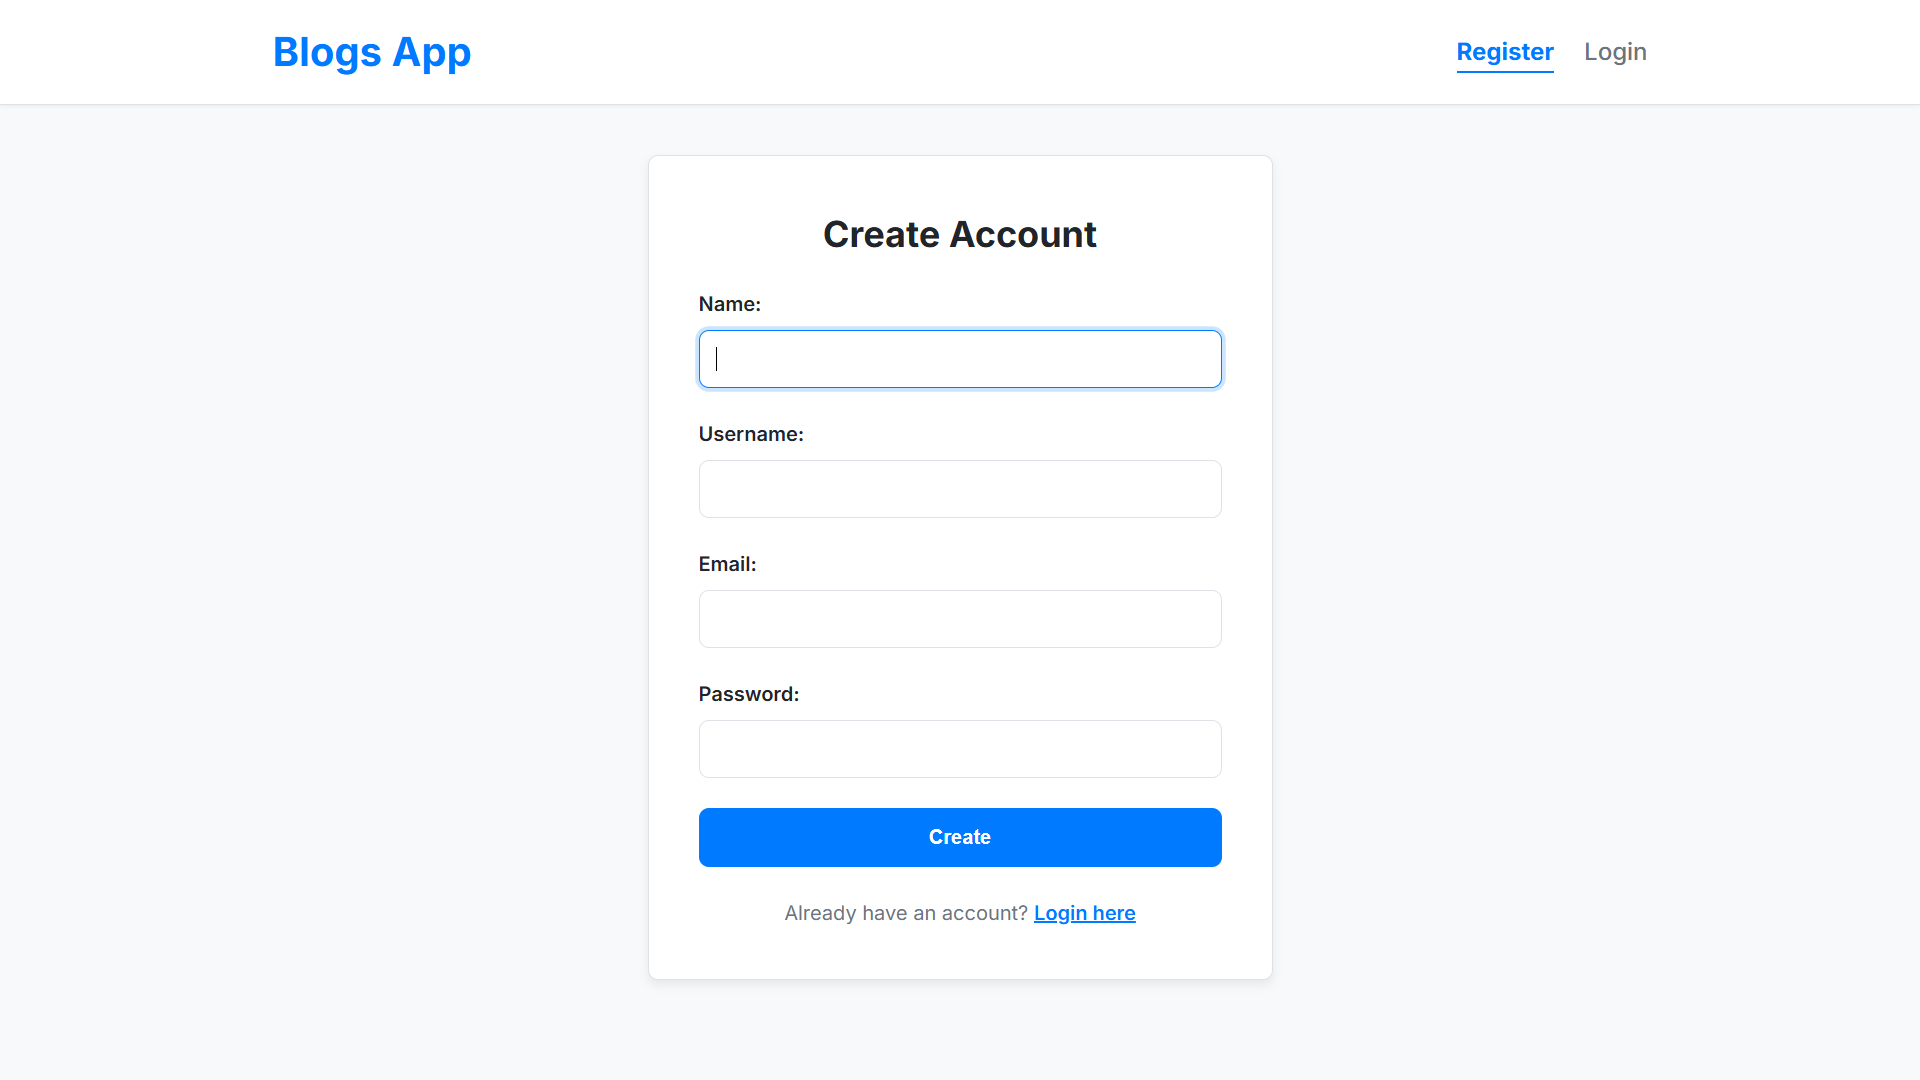 Blogs App
Register Login
Create Account
Name:
Username:
Email:
Password:
Create
Already have an account? Login here